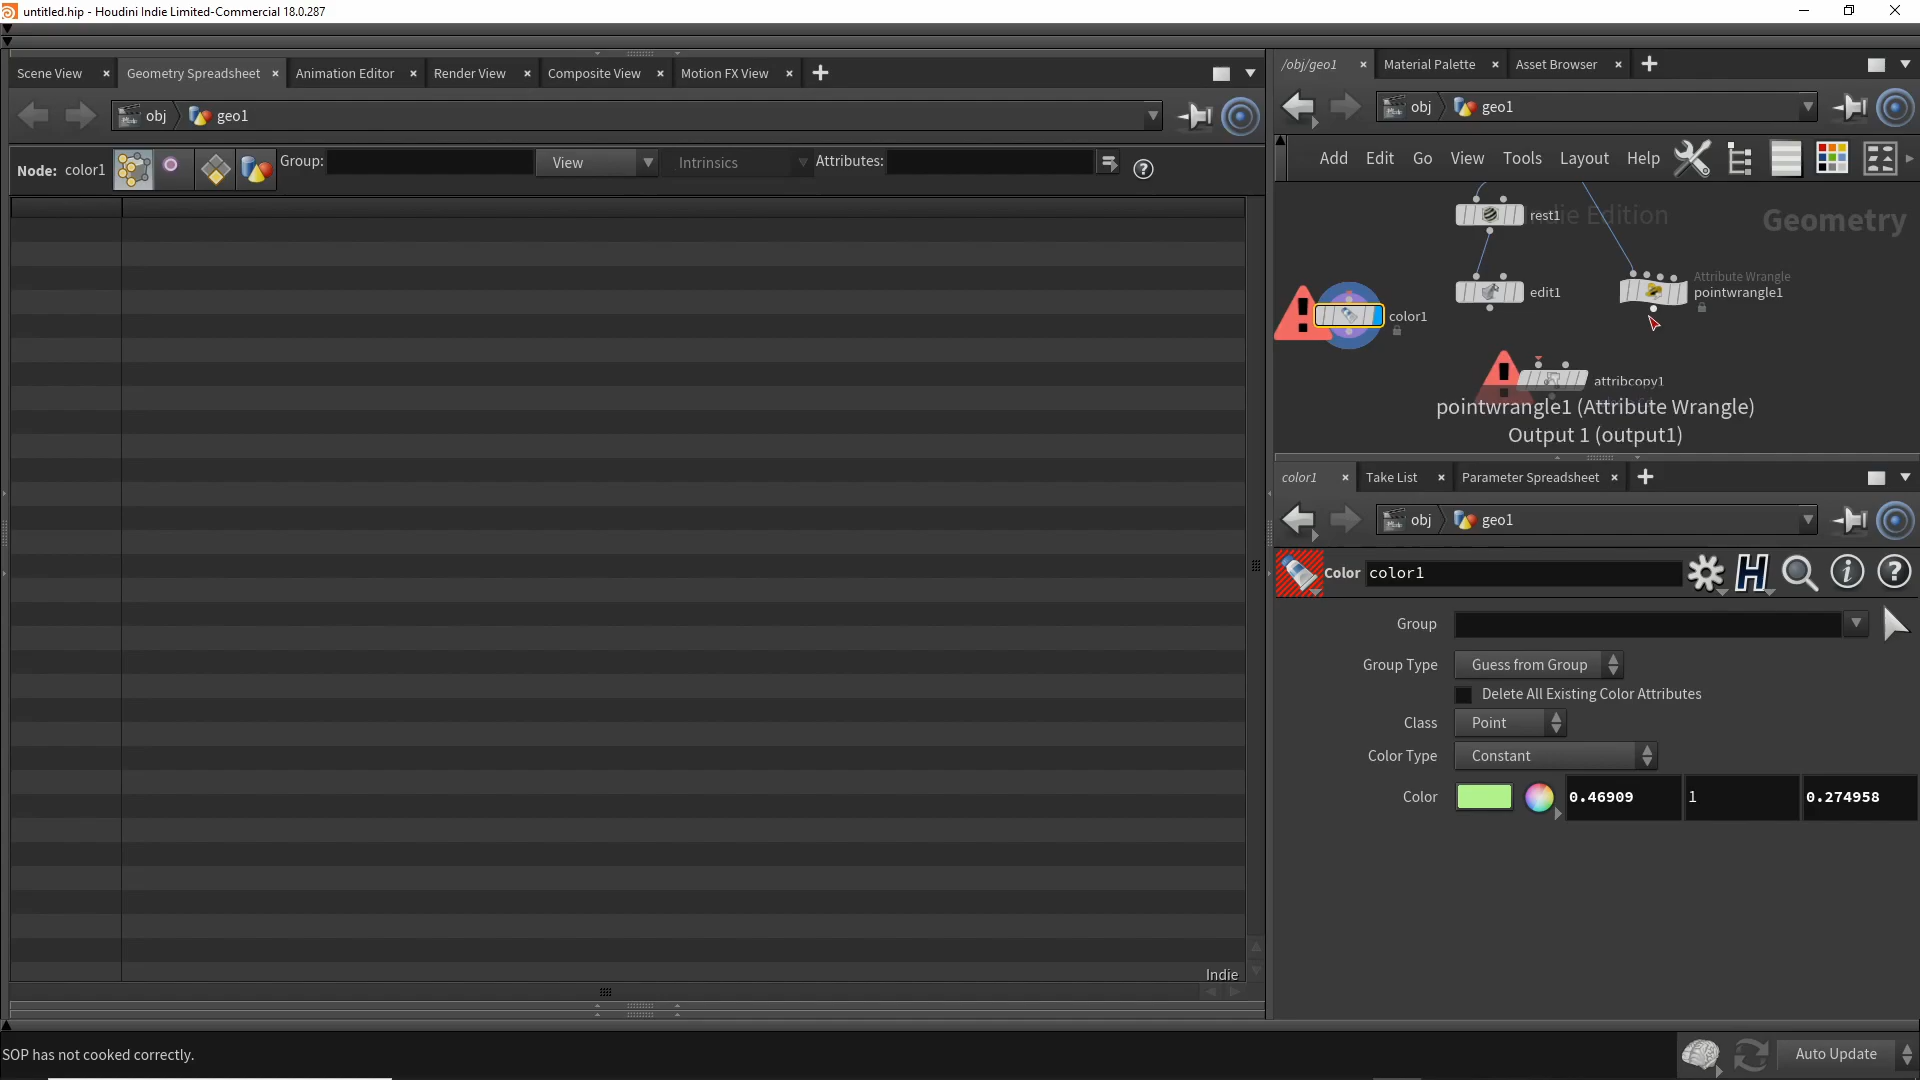 untitled.hip - Houdini Indie Limited-Commercial 18.0.287
Scene View
Geometry Spreadsheet
Animation Editor
Render View
Composite View
Motion FX View
obj
geo1
Node: color1
Group:
View
Intrinsics
Attributes:
Indie
SOP has not cooked correctly.
/obj/geo1
Material Palette
Asset Browser
obj
geo1
Add
Edit
Go
View
Tools
Layout
Help
Indie Edition
Geometry
rest1
edit1
Attribute Wrangle
pointwrangle1
color1
attribcopy1
pointwrangle1 (Attribute Wrangle)
Output 1 (output1)
color1
Take List
Parameter Spreadsheet
obj
geo1
Color color1
Group
Group Type Guess from Group
Delete All Existing Color Attributes
Class Point
Color Type Constant
Color 0.46909 1 0.274958
Auto Update